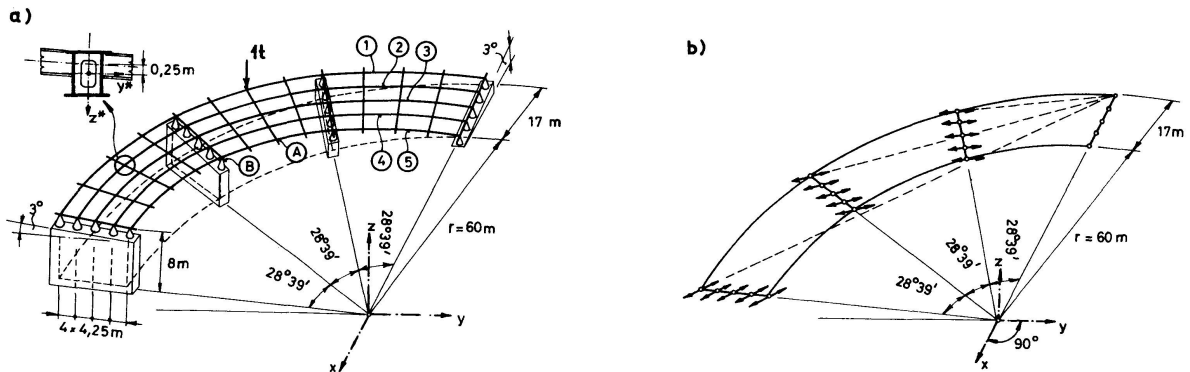 a)
1t
1
2
3
3°
0,25m
y*
z*
17 m
A
4
5
B
3°
8m
28°39'
28°39'
28°39'
r=60m
z
y
x
4 × 4,25m
b)
17m
28°39'
28°39'
28°39'
r = 60 m
z
y
90°
x